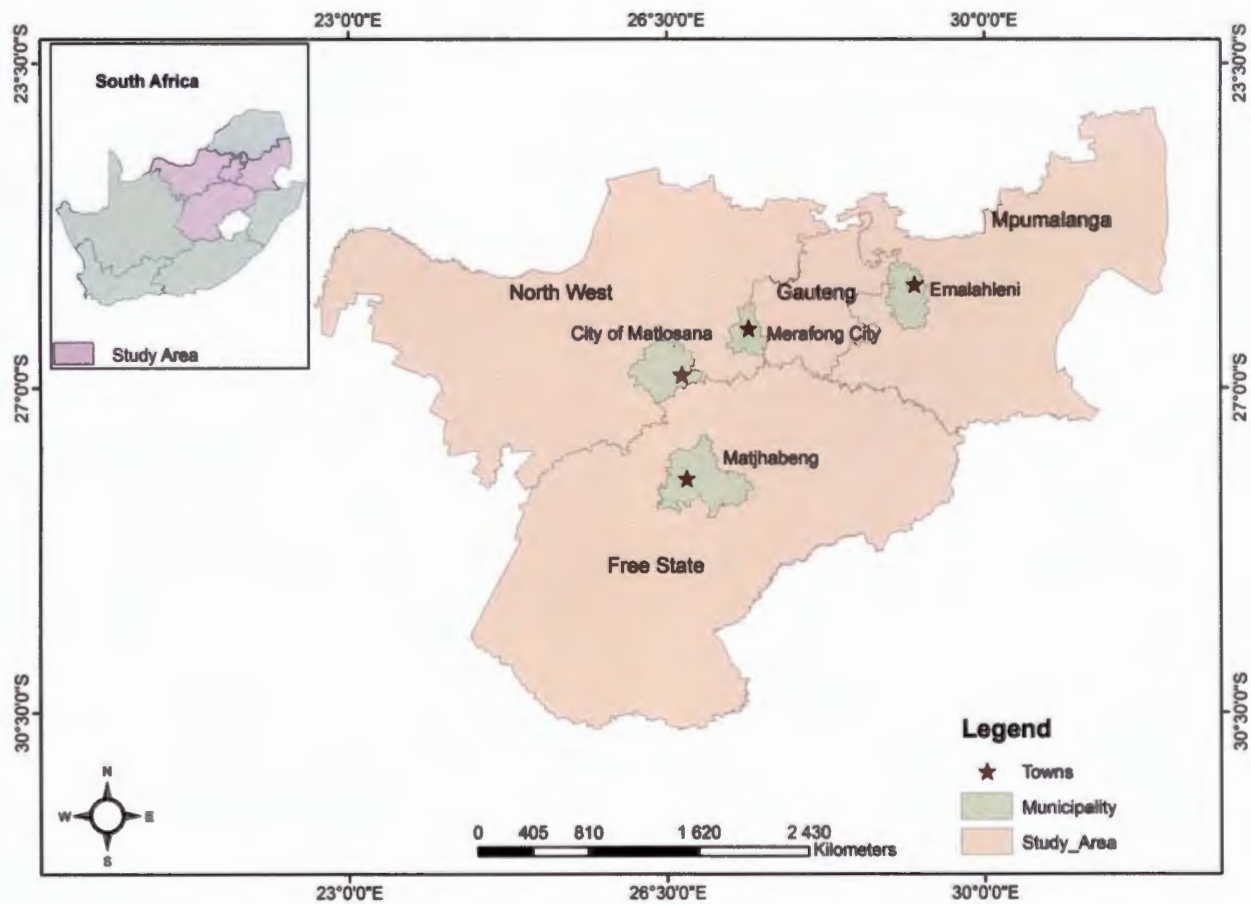 23°0'0"E 26°30'0"E 30°0'0"E
23°30'0"S 23°30'0"S
South Africa
Study Area
Mpumalanga
North West Gauteng Emalahleni
City of Matlosana Merafong City
27°0'0"S 27°0'0"S
Matjhabeng
Free State
30°30'0"S 30°30'0"S
Legend
Towns
Municipality
Study_Area
N
W E
S
0 405 810 1 620 2 430
Kilometers
23°0'0"E 26°30'0"E 30°0'0"E